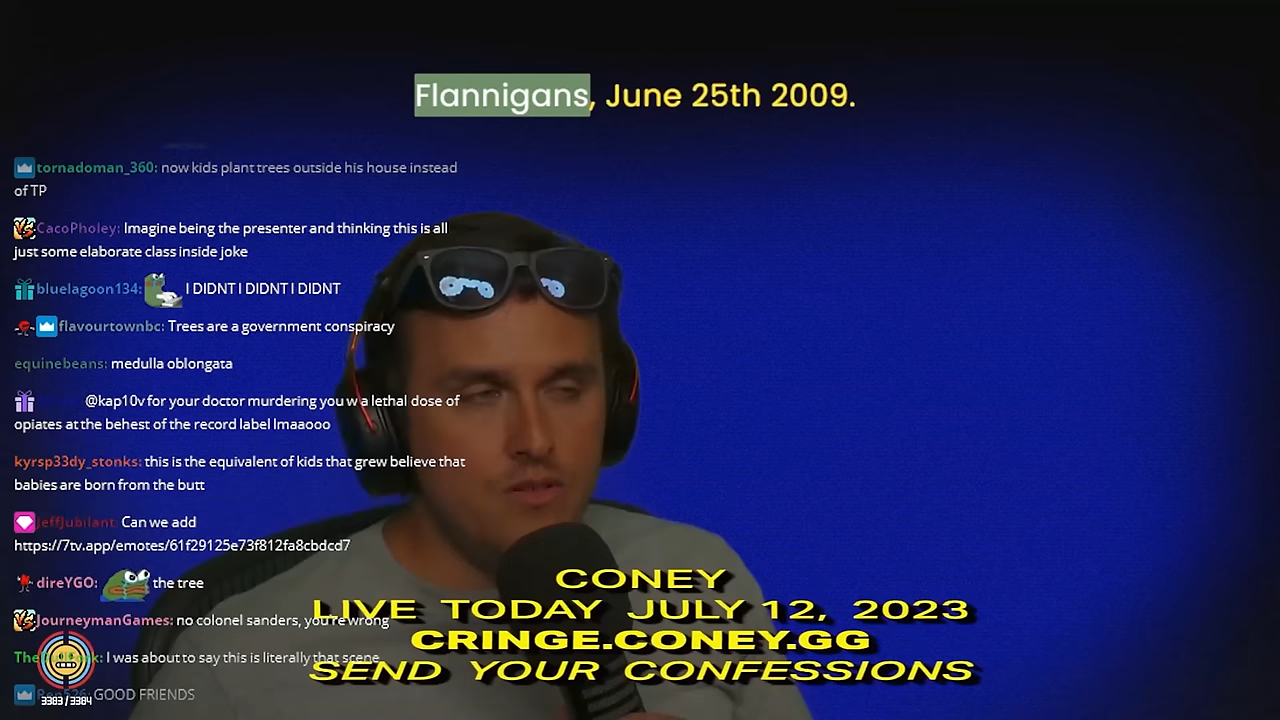 Flannigans, June 25th 2009.
tornadoman_360: now kids plant trees outside his house instead
of TP
CacoPholey: Imagine being the presenter and thinking this is all
just some elaborate class inside joke
bluelagoon134: I DIDNT I DIDNT I DIDNT
flavourtownbc: Trees are a government conspiracy
equinebeans: medulla oblongata
@kap10v for your doctor murdering you w a lethal dose of
opiates at the behest of the record label lmaooo
kyrsp33dy_stonks: this is the equivalent of kids that grew believe that
babies are born from the butt
JeffJubilant: Can we add
https://7tv.app/emotes/61f29125e73f812fa8cbdcd7
direYGO: the tree
JourneymanGames: no colonel sanders, you're wrong
I was about to say this is literally that scene
GOOD FRIENDS
3383 / 3384
CONEY
LIVE TODAY JULY 12, 2023
CRINGE.CONEY.GG
SEND YOUR CONFESSIONS